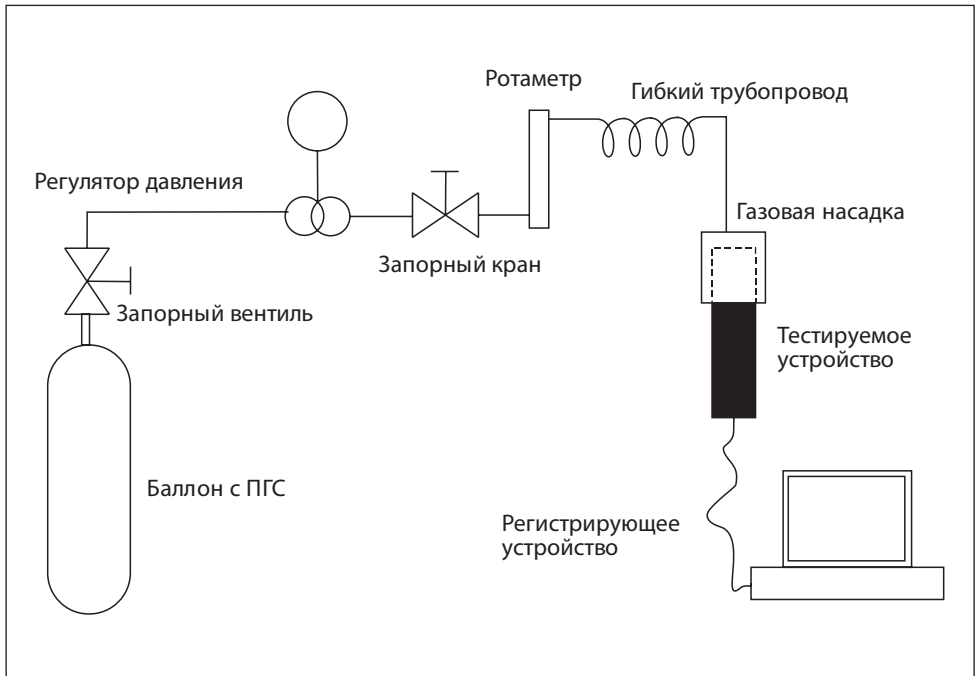 Ротаметр
Гибкий трубопровод
Регулятор давления
Газовая насадка
Запорный кран
Запорный вентиль
Тестируемое
устройство
Баллон с ПГС
Регистрирующее
устройство